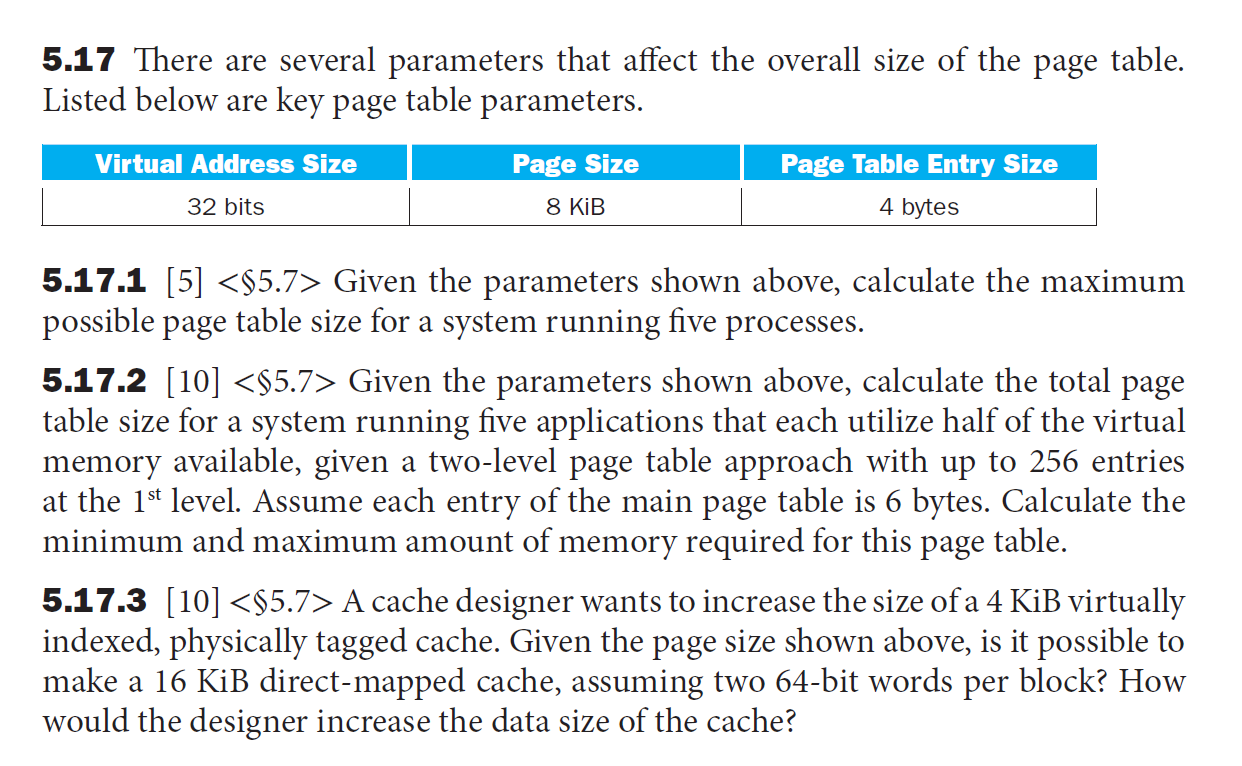 5.17 There are several parameters that affect the overall size of the page table.
Listed below are key page table parameters.
Virtual Address Size Page Size Page Table Entry Size
32 bits 8 KiB 4 bytes
5.17.1 [5] <§5.7> Given the parameters shown above, calculate the maximum
possible page table size for a system running five processes.
5.17.2 [10] <§5.7> Given the parameters shown above, calculate the total page
table size for a system running five applications that each utilize half of the virtual
memory available, given a two-level page table approach with up to 256 entries
at the 1st level. Assume each entry of the main page table is 6 bytes. Calculate the
minimum and maximum amount of memory required for this page table.
5.17.3 [10] <§5.7> A cache designer wants to increase the size of a 4 KiB virtually
indexed, physically tagged cache. Given the page size shown above, is it possible to
make a 16 KiB direct-mapped cache, assuming two 64-bit words per block? How
would the designer increase the data size of the cache?